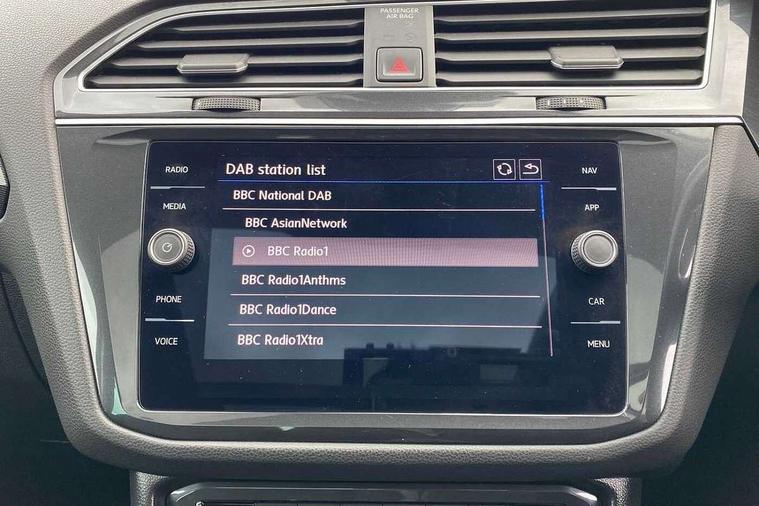 PASSENGER
AIR BAG
RADIO
MEDIA
PHONE
VOICE
DAB station list
BBC National DAB
BBC AsianNetwork
BBC Radio1
BBC Radio1Anthms
BBC Radio1Dance
BBC Radio1Xtra
NAV
APP
CAR
MENU